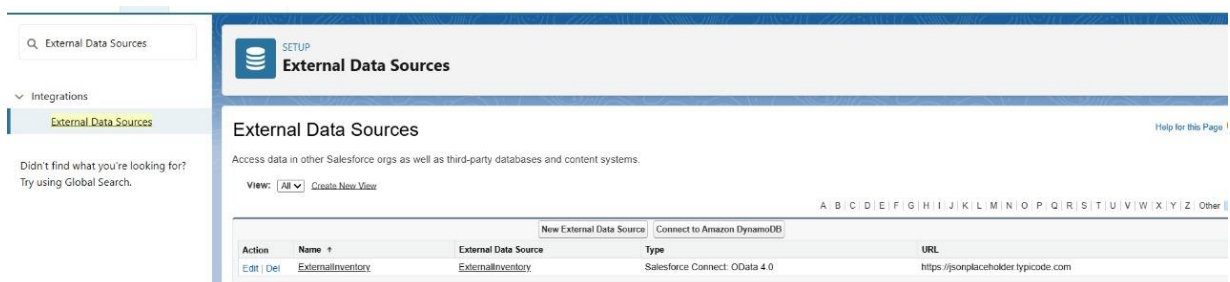 External Data Sources
SETUP
External Data Sources
Integrations
External Data Sources
Didn't find what you're looking for?
Try using Global Search.
External Data Sources
Help for this Page
Access data in other Salesforce orgs as well as third-party databases and content systems.
View: All Create New View
A | B | C | D | E | F | G | H | I | J | K | L | M | N | O | P | Q | R | S | T | U | V | W | X | Y | Z | Other
New External Data Source Connect to Amazon DynamoDB
Action Name ↑ External Data Source Type URL
Edit | Del ExternalInventory ExternalInventory Salesforce Connect: OData 4.0 https://jsonplaceholder.typicode.com